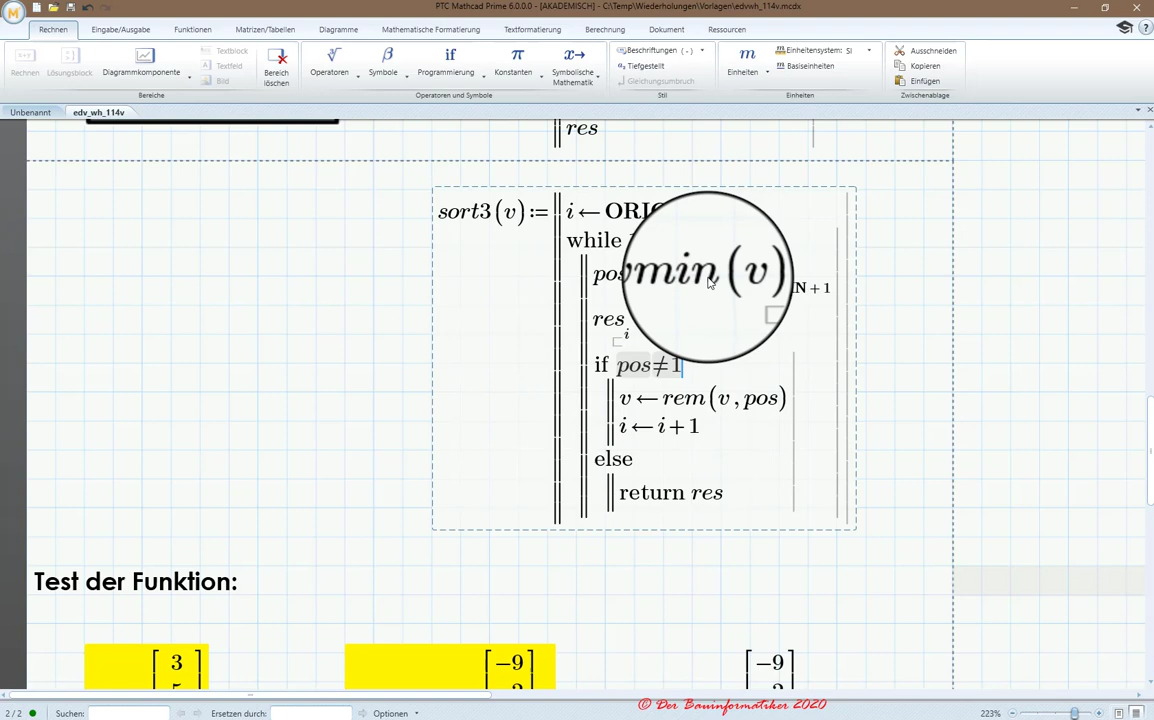 PTC Mathcad Prime 6.0.0.0 - [AKADEMISCH] - C:\Temp\Wiederholungen\Vorlagen\edvwh_114v.mcdx
Rechnen Eingabe/Ausgabe Funktionen Matrizen/Tabellen Diagramme Mathematische Formatierung Textformatierung Berechnung Dokument Ressourcen
Rechnen Lösungsblock Diagrammkomponente Textblock Textfeld Bild Bereich löschen
Operatoren Symbole Programmierung Konstanten Symbolische Mathematik
Beschriftungen ( - ) Tiefgestellt Gleichungsumbruch
Einheiten Einheitensystem: SI Basiseinheiten
Ausschneiden Kopieren Einfügen
Bereiche Operatoren und Symbole Stil Einheiten Zwischenablage
Unbenannt edv_wh_114v
res
sort3(v):= i←
while
vmin(v)
N+1
res i
if pos≠1
v←rem(v,pos)
i←i+1
else
return res
Test der Funktion:
3 −9 −9
© Der Bauinformatiker 2020
2 / 2 Suchen: Ersetzen durch: Optionen 223%